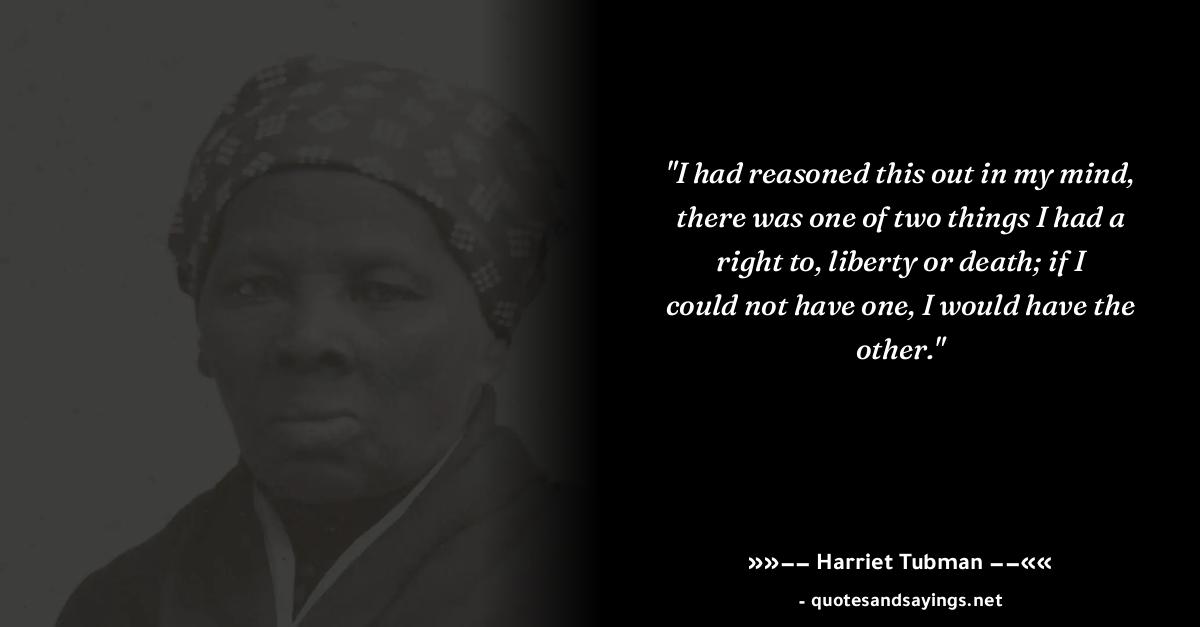 "I had reasoned this out in my mind,
there was one of two things I had a
right to, liberty or death; if I
could not have one, I would have the
other."
»»–– Harriet Tubman ––««
- quotesandsayings.net